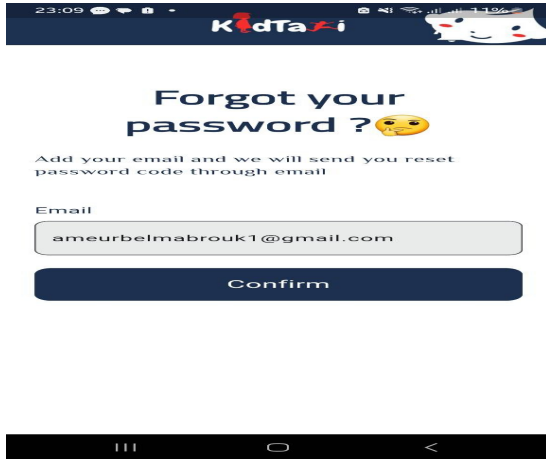 23:09 11%
KidTaxi
Forgot your
password ?🤔
Add your email and we will send you reset
password code through email
Email
ameurbelmabrouk1@gmail.com
Confirm